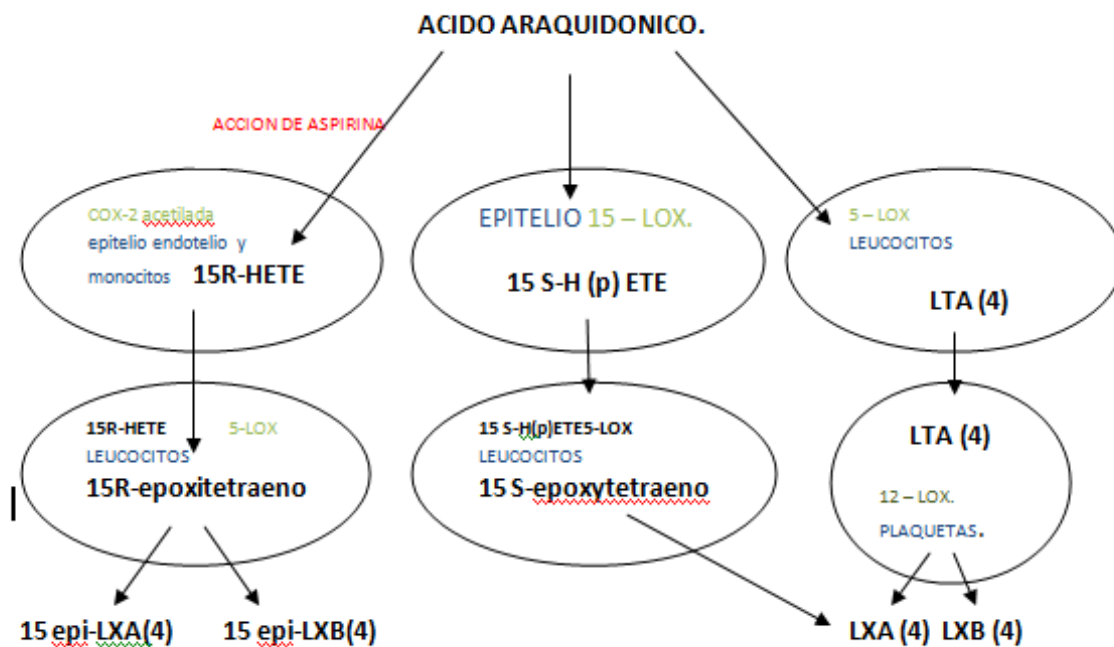 ACIDO ARAQUIDONICO.
ACCION DE ASPIRINA
COX-2 acetilada
epitelio endotelio y
monocitos 15R-HETE
EPITELIO 15 – LOX.
15 S-H (p) ETE
5 – LOX
LEUCOCITOS
LTA (4)
15R-HETE 5-LOX
LEUCOCITOS
15R-epoxitetraeno
15 S-H(p)ETE5-LOX
LEUCOCITOS
15 S-epoxytetraeno
LTA (4)
12 – LOX.
PLAQUETAS.
15 epi-LXA(4) 15 epi-LXB(4)
LXA (4) LXB (4)